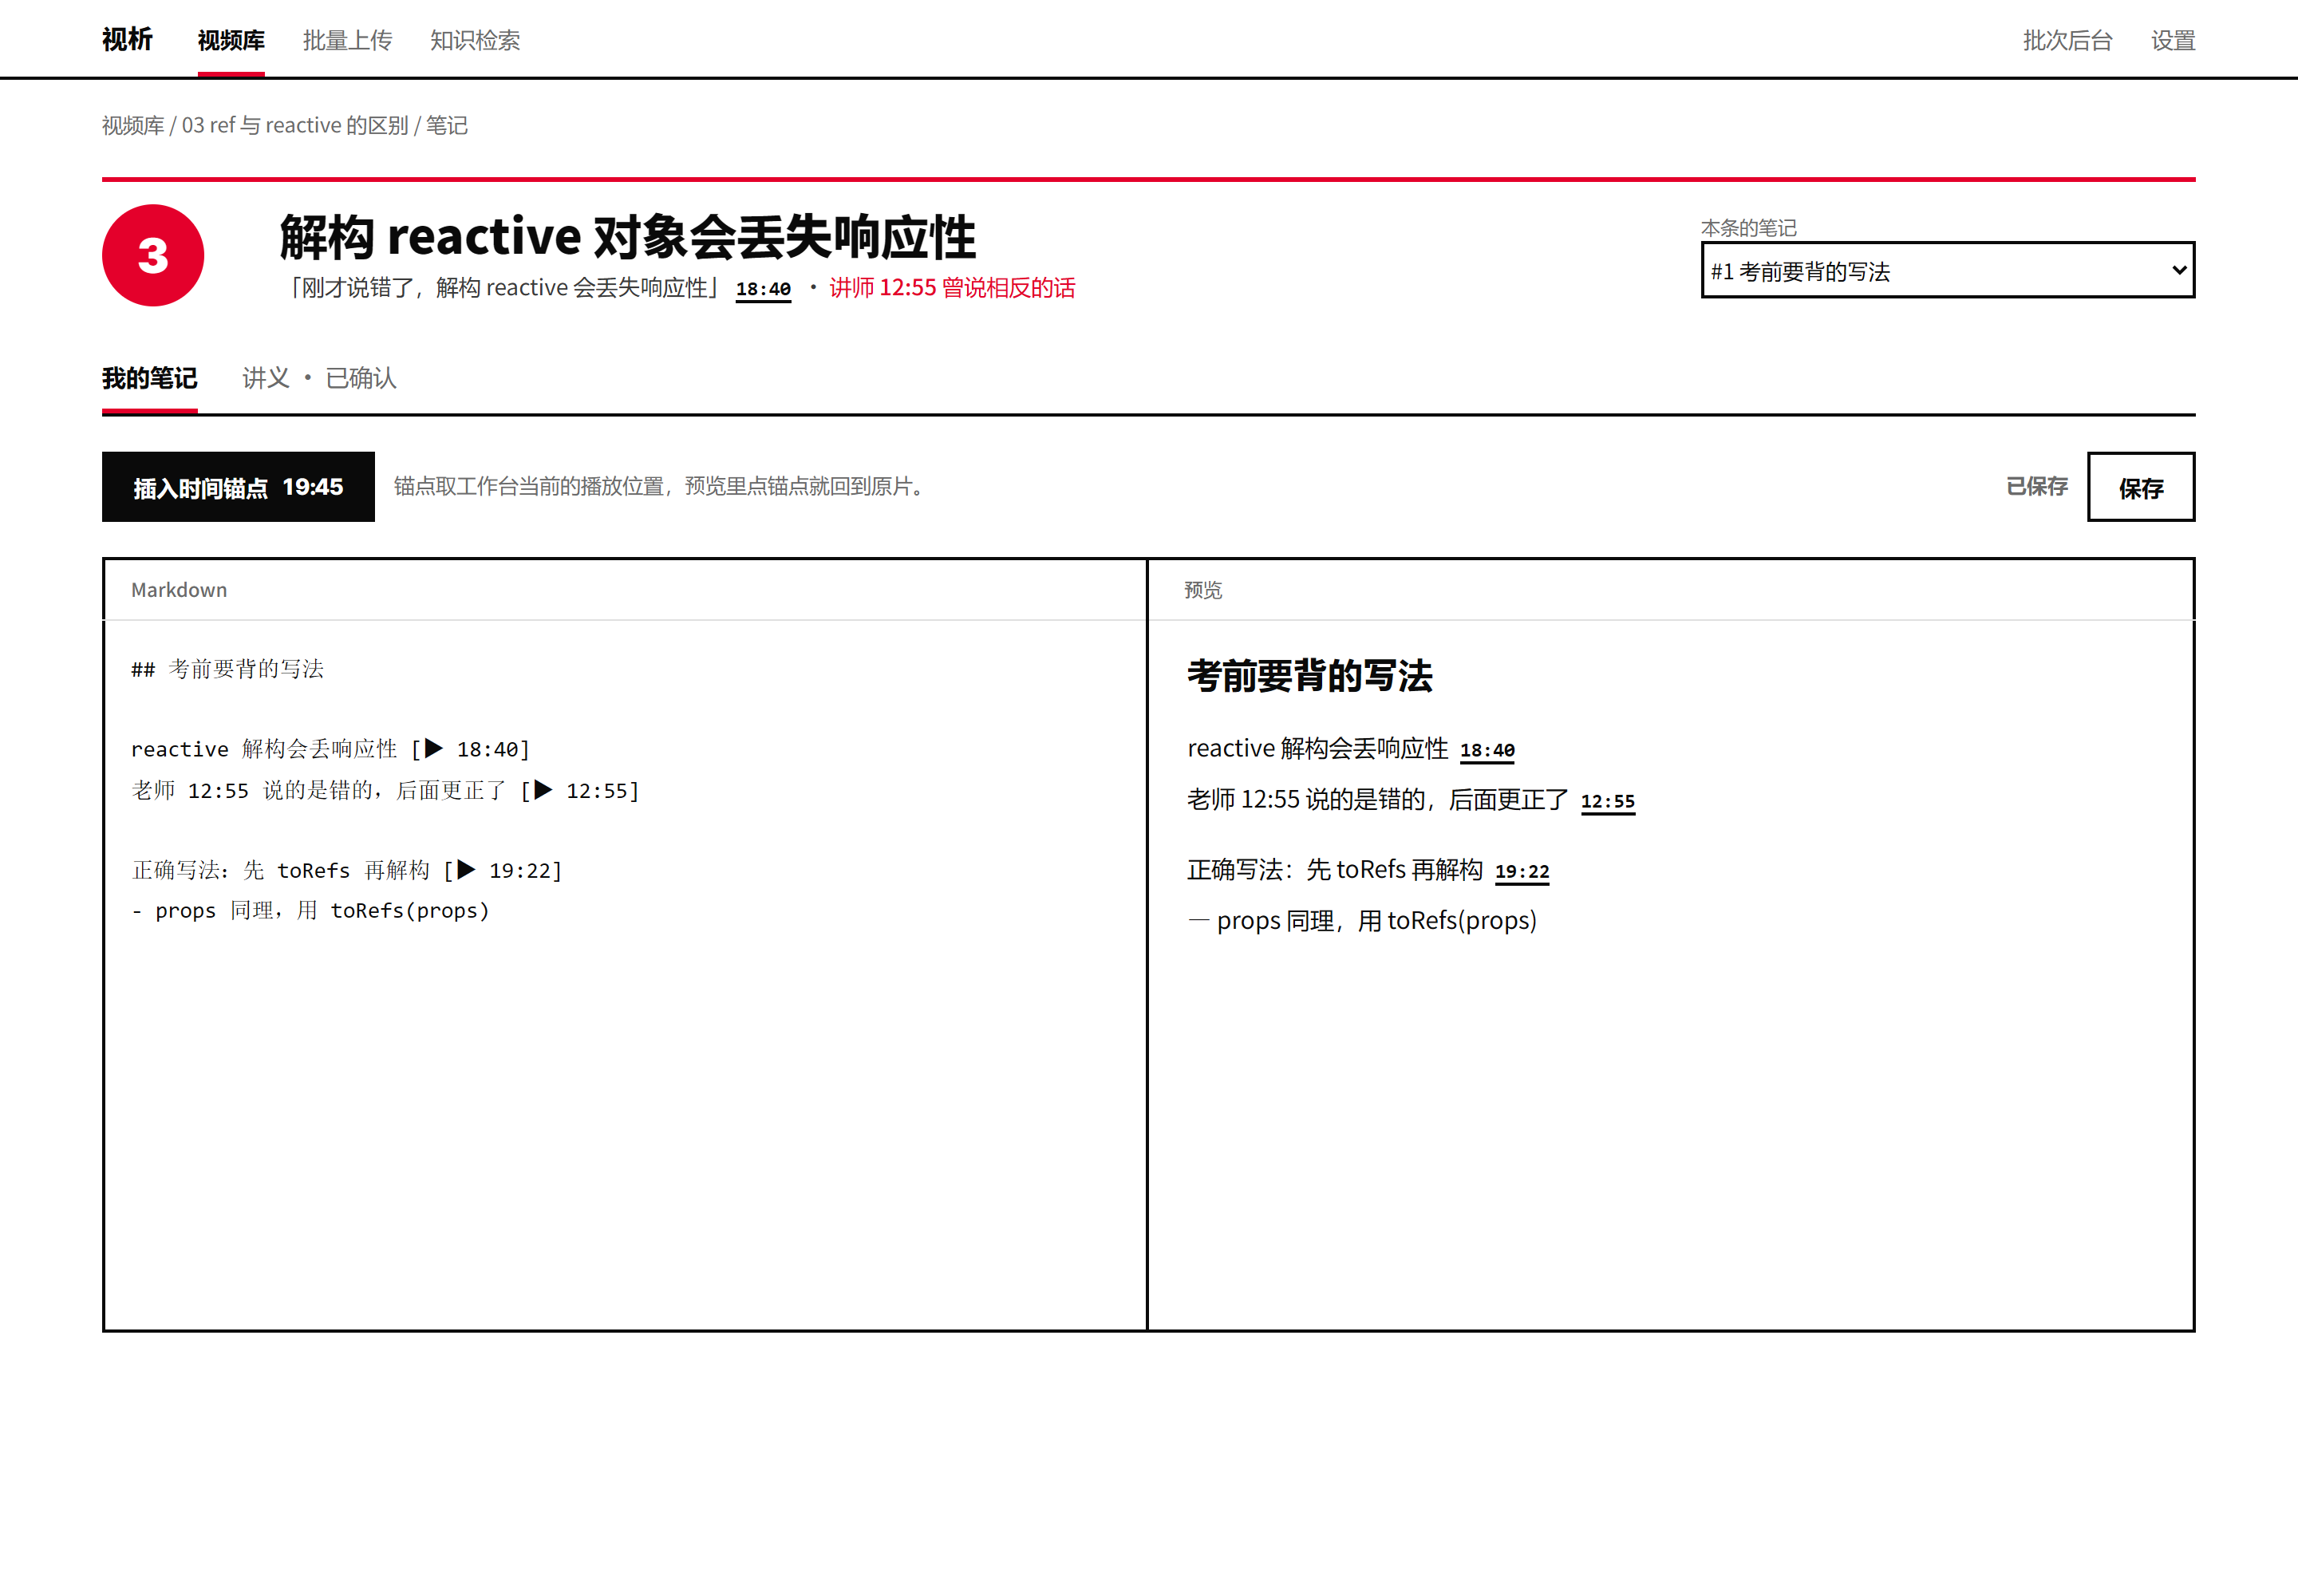 视析 视频库 批量上传 知识检索 批次后台 设置
视频库 / 03 ref 与 reactive 的区别 / 笔记
3
解构 reactive 对象会丢失响应性
「刚才说错了，解构 reactive 会丢失响应性」 18:40 · 讲师 12:55 曾说相反的话
本条的笔记
#1 考前要背的写法
我的笔记 讲义 · 已确认
插入时间锚点 19:45 锚点取工作台当前的播放位置，预览里点锚点就回到原片。 已保存 保存
Markdown
## 考前要背的写法
reactive 解构会丢响应性 [▶ 18:40]
老师 12:55 说的是错的，后面更正了 [▶ 12:55]
正确写法：先 toRefs 再解构 [▶ 19:22]
- props 同理，用 toRefs(props)
预览
考前要背的写法
reactive 解构会丢响应性 18:40
老师 12:55 说的是错的，后面更正了 12:55
正确写法：先 toRefs 再解构 19:22
— props 同理，用 toRefs(props)